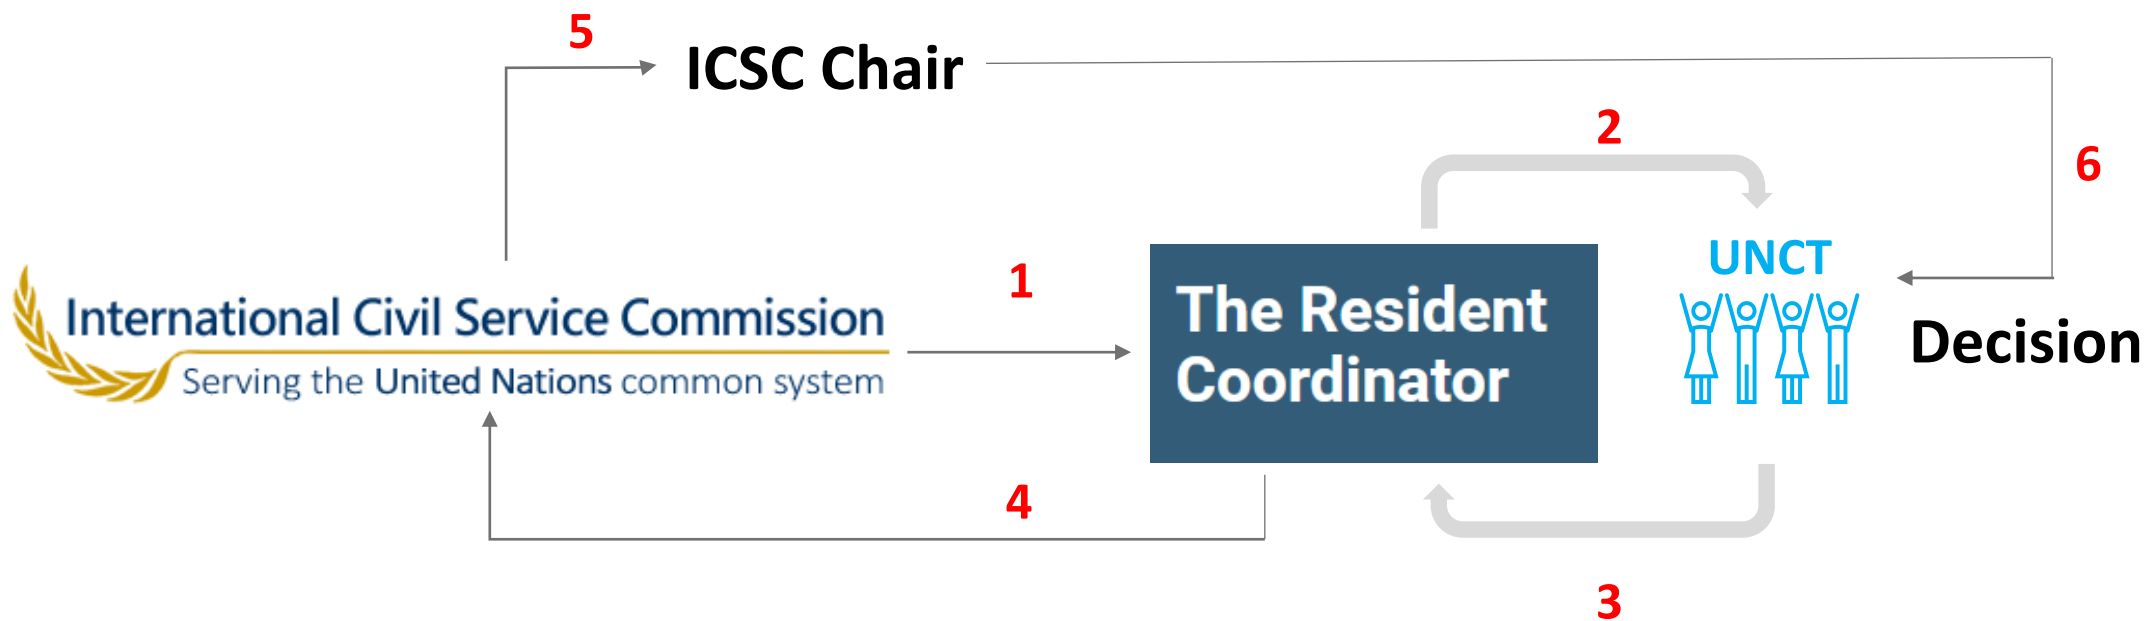 5
ICSC Chair
2
6
UNCT
1
International Civil Service Commission
Serving the United Nations common system
The Resident
Coordinator
Decision
4
3